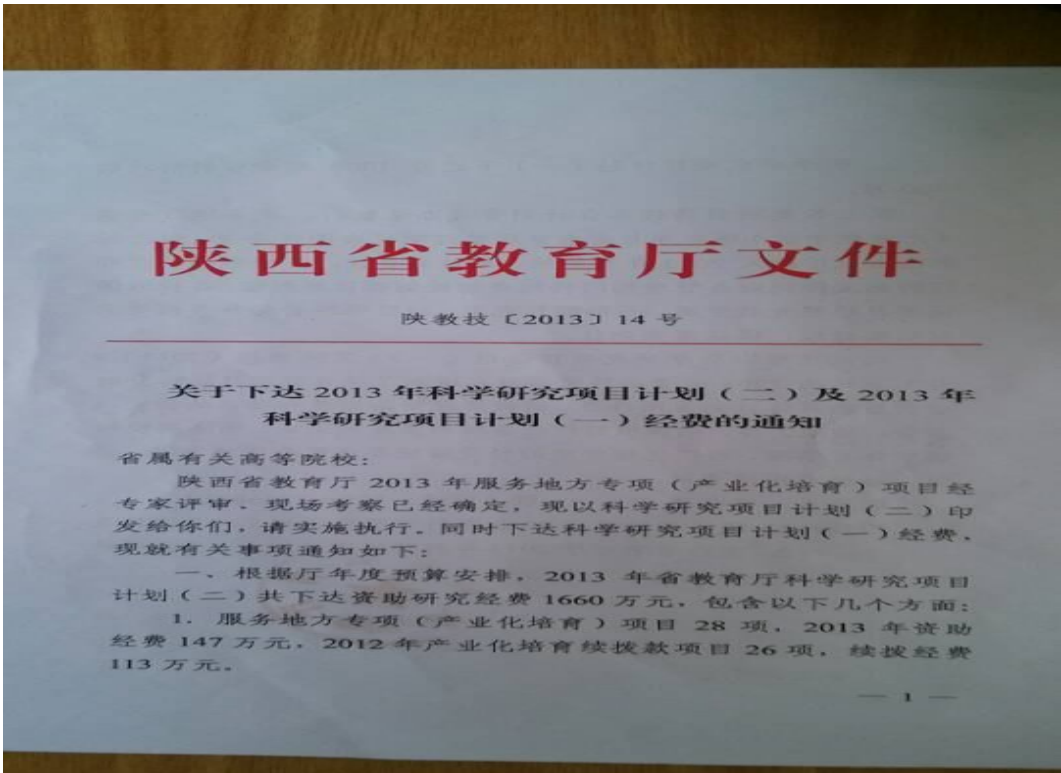 陕西省教育厅文件
陕教技〔2013〕14号
关于下达2013年科学研究项目计划(二)及2013年
科学研究项目计划(一)经费的通知
省属有关高等院校:
陕西省教育厅2013年服务地方专项(产业化培育)项目经
专家评审、现场考察已经确定,现以科学研究项目计划(二)印
发给你们,请实施执行。同时下达科学研究项目计划(一)经费,
现就有关事项通知如下:
一、根据厅年度预算安排,2013年省教育厅科学研究项目
计划(二)共下达资助研究经费1660万元,包含以下几个方面:
1.服务地方专项(产业化培育)项目28项,2013年资助
经费147万元,2012年产业化培育续拨款项目26项,续拨经费
113万元。
— 1 —